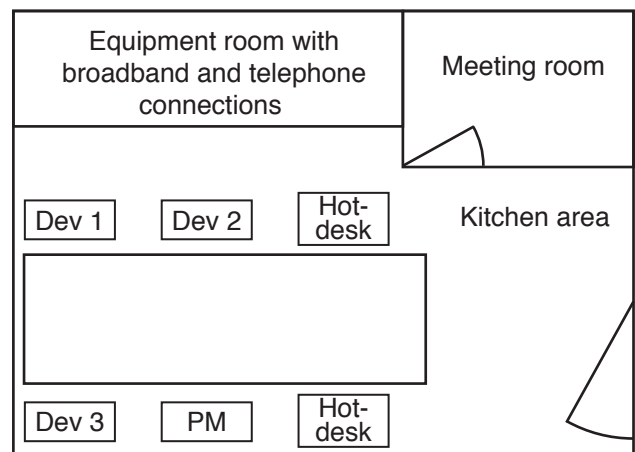 Equipment room with
broadband and telephone
connections
Meeting room
Dev 1
Dev 2
Hot-
desk
Kitchen area
Dev 3
PM
Hot-
desk